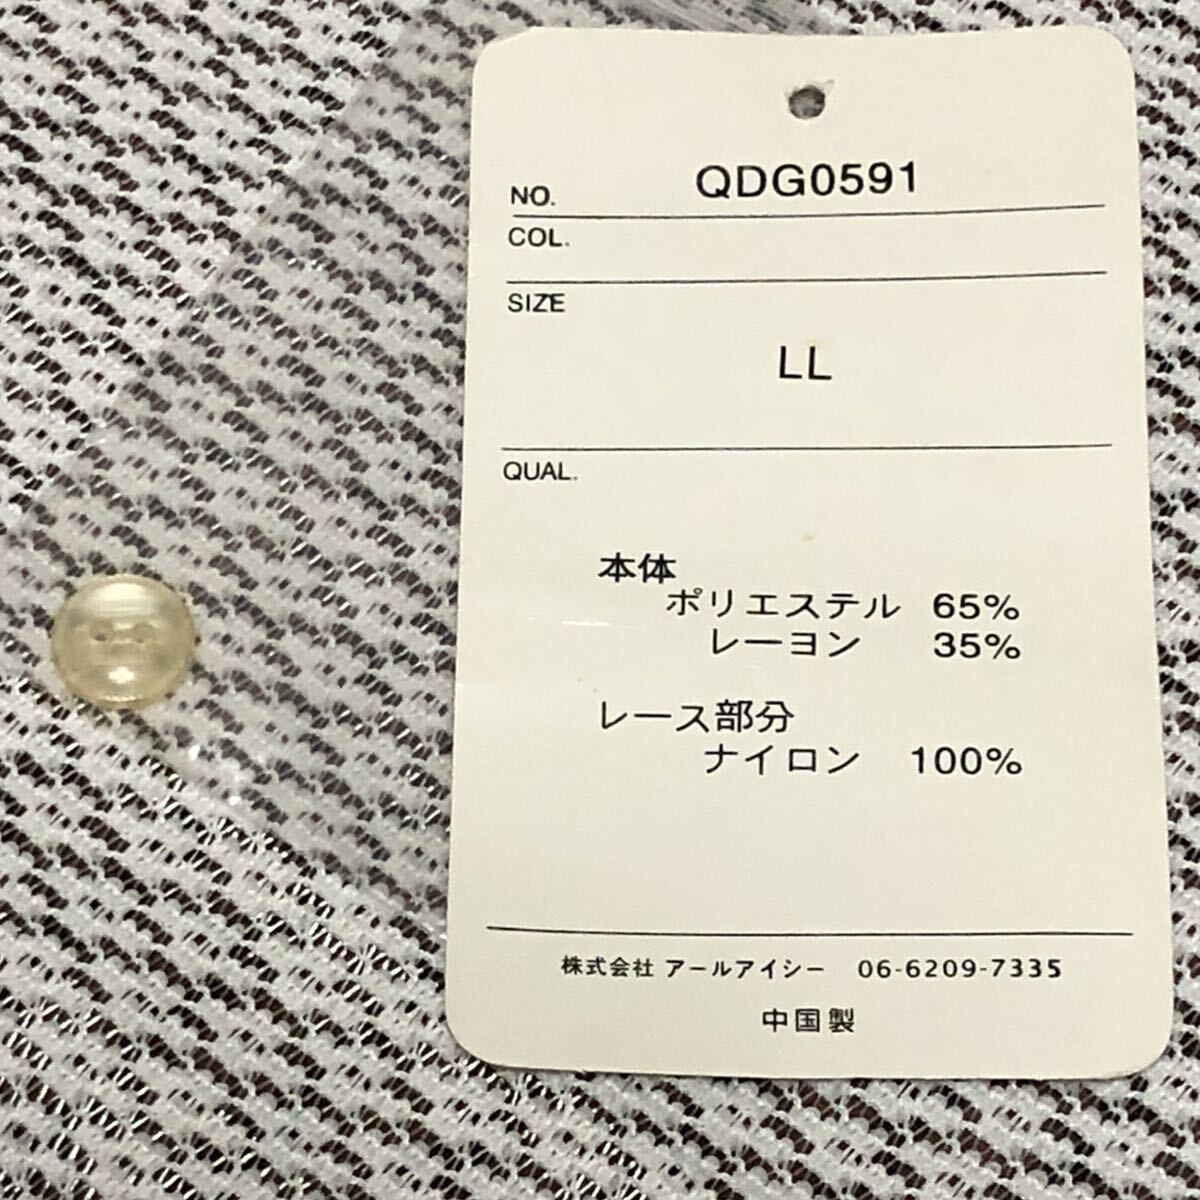 NO. QDG0591
COL.
SIZE
LL
QUAL.
本体
ポリエステル 65%
レーヨン 35%
レース部分
ナイロン 100%
株式会社 アールアイシー 06-6209-7335
中国製